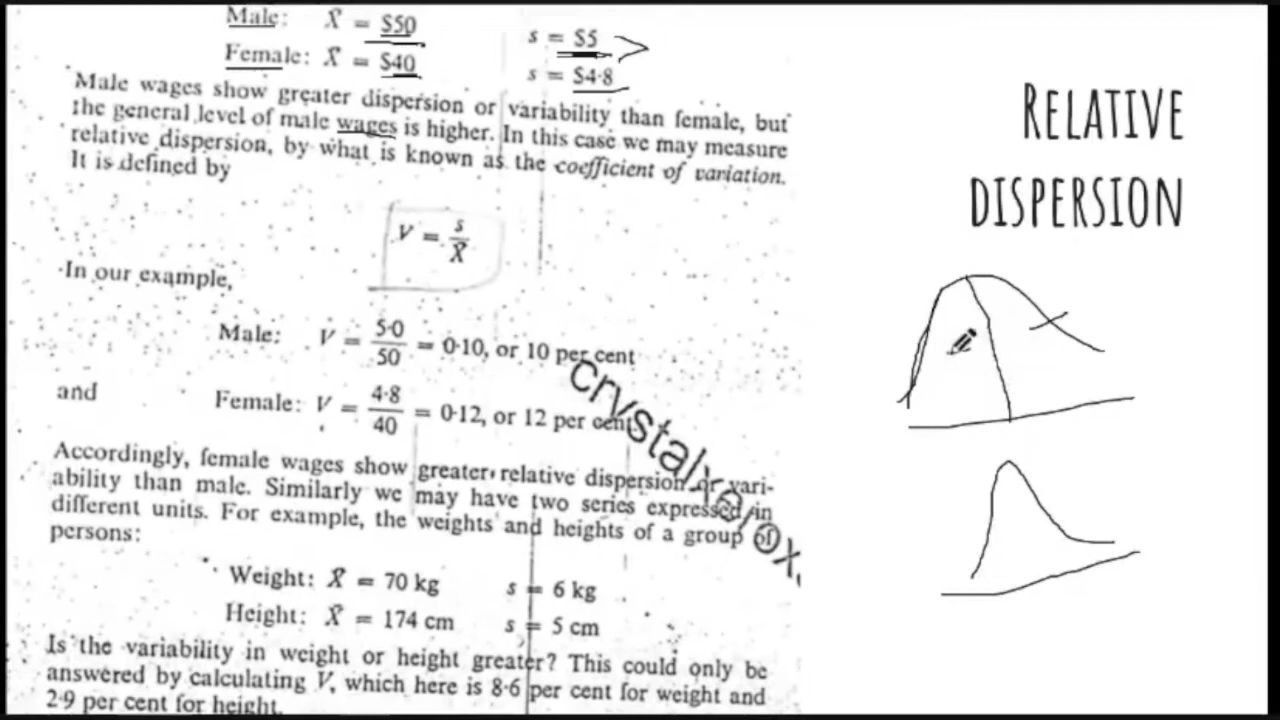 Male: X̄ = $50 s = $5
Female: X̄ = $40 s = $4·8
Male wages show greater dispersion or variability than female, but
the general level of male wages is higher. In this case we may measure
relative dispersion, by what is known as the coefficient of variation.
It is defined by
V = s/X̄
In our example,
Male: V = 5·0/50 = 0·10, or 10 per cent
and Female: V = 4·8/40 = 0·12, or 12 per cent
Accordingly, female wages show greater relative dispersion or vari-
ability than male. Similarly we may have two series expressed in
different units. For example, the weights and heights of a group of
persons:
Weight: X̄ = 70 kg s = 6 kg
Height: X̄ = 174 cm s = 5 cm
Is the variability in weight or height greater? This could only be
answered by calculating V, which here is 8·6 per cent for weight and
2·9 per cent for height.
RELATIVE
DISPERSION